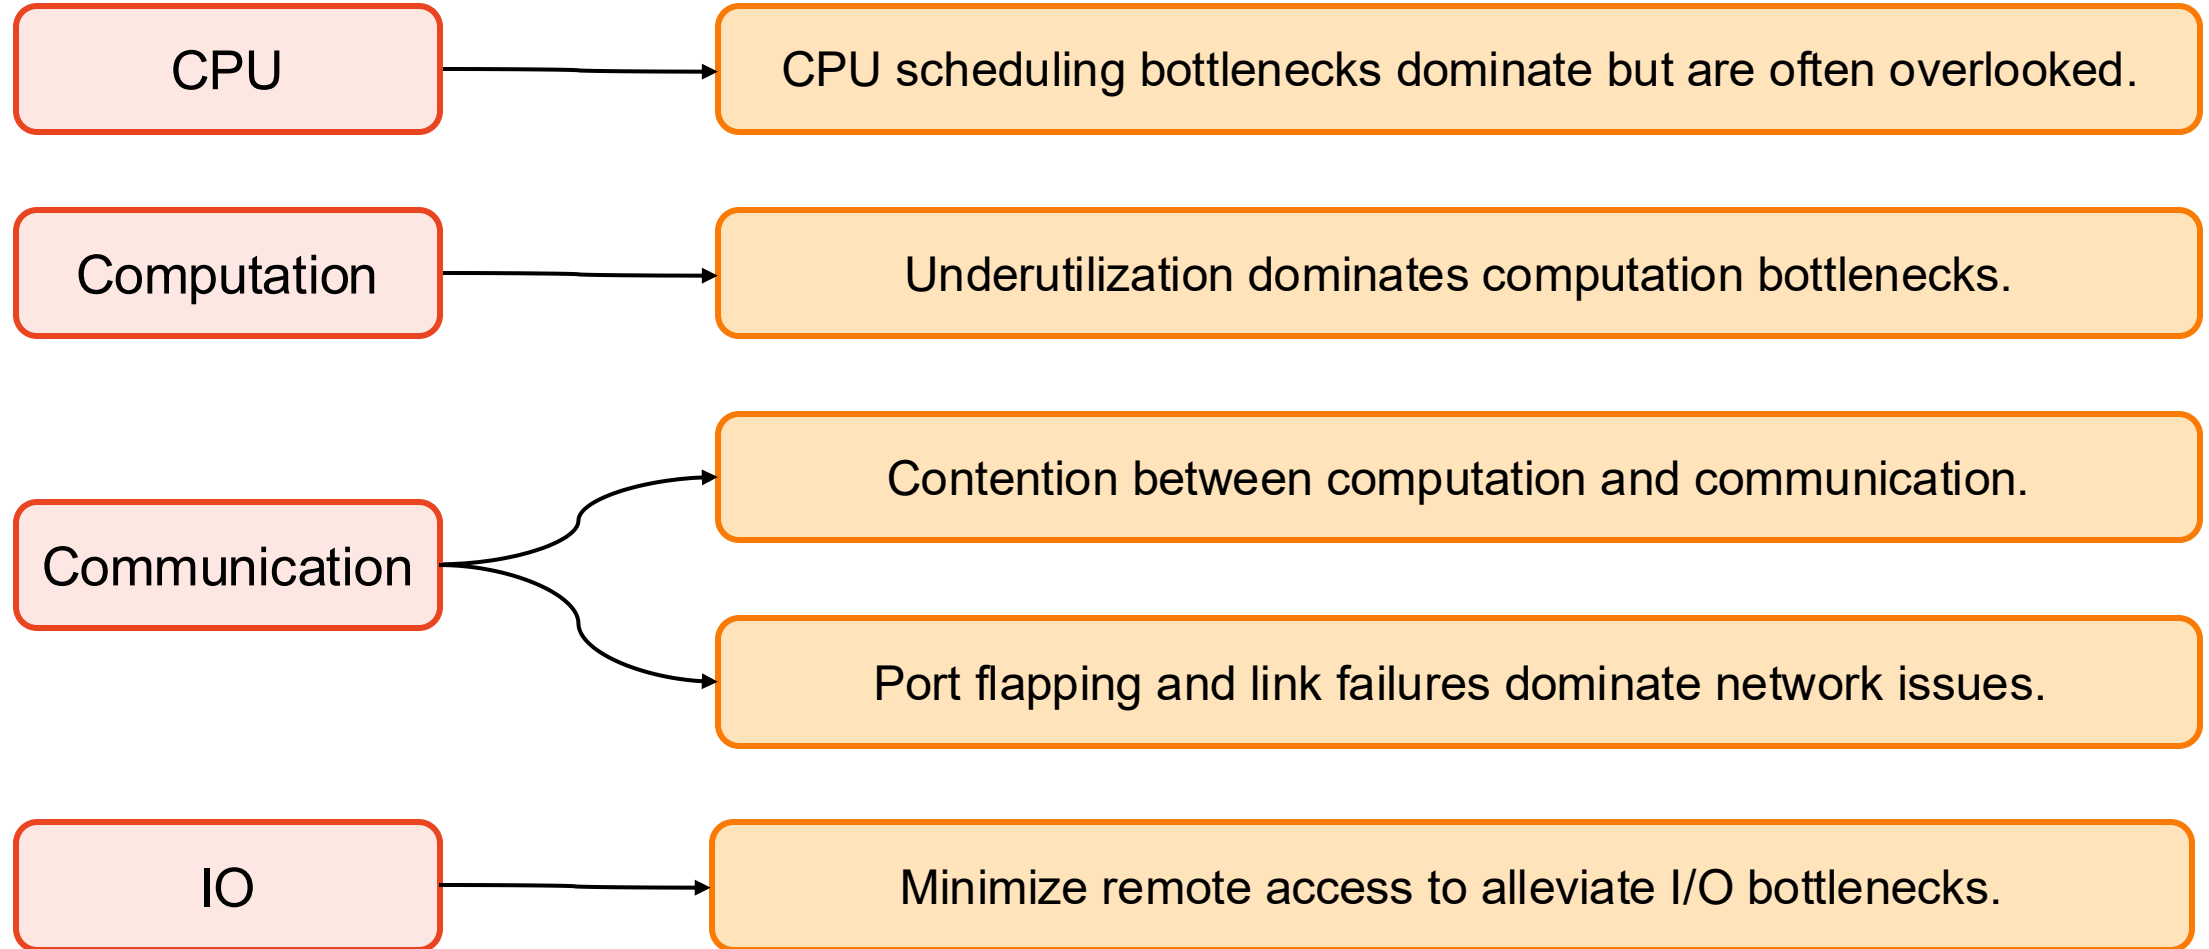 CPU
CPU scheduling bottlenecks dominate but are often overlooked.
Computation
Underutilization dominates computation bottlenecks.
Communication
Contention between computation and communication.
Port flapping and link failures dominate network issues.
IO
Minimize remote access to alleviate I/O bottlenecks.